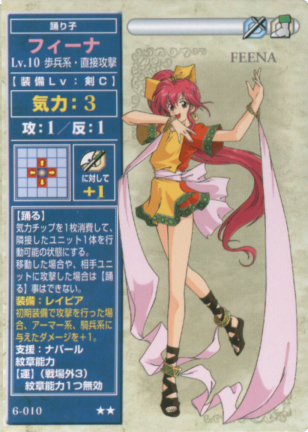 踊り子
フィーナ
Lv.10 歩兵系・直接攻撃
【装備Lv：剣C】
気力：3
攻：1／反：1
に対して
+1
【踊る】
気力チップを1枚消費して、
隣接したユニット1体を行
動可能の状態にする。
移動した場合や、相手ユニ
ットに攻撃した場合は【踊
る】事はできない。
装備：レイピア
初期装備で攻撃を行った場
合、アーマー系、騎兵系に
与えたダメージを+1。
支援：ナバール
紋章能力
【運】（戦場外3）
紋章能力1つ無効
6-010
★★
FEENA